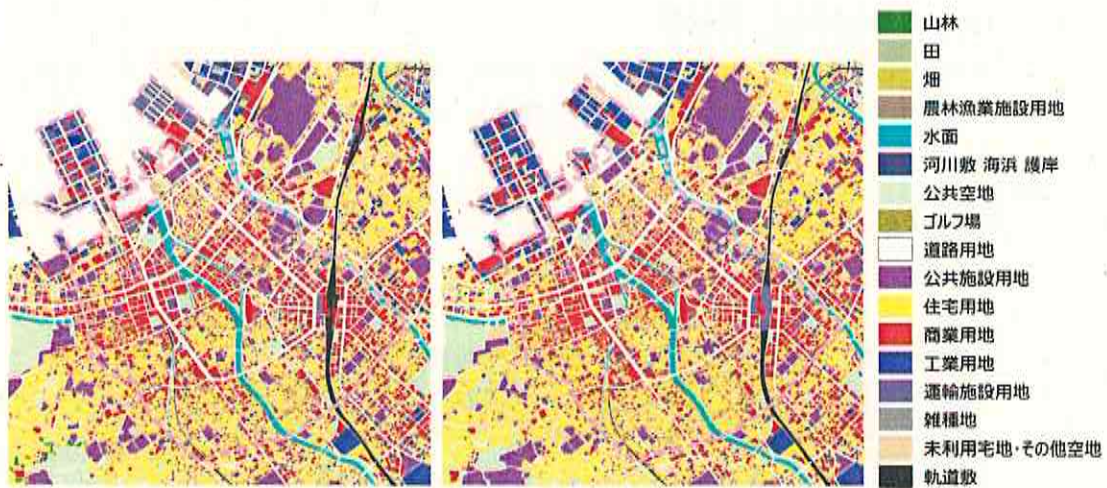 山林
田
畑
農林漁業施設用地
水面
河川敷 海浜 護岸
公共空地
ゴルフ場
道路用地
公共施設用地
住宅用地
商業用地
工業用地
運輸施設用地
雑種地
未利用宅地・その他空地
軌道敷